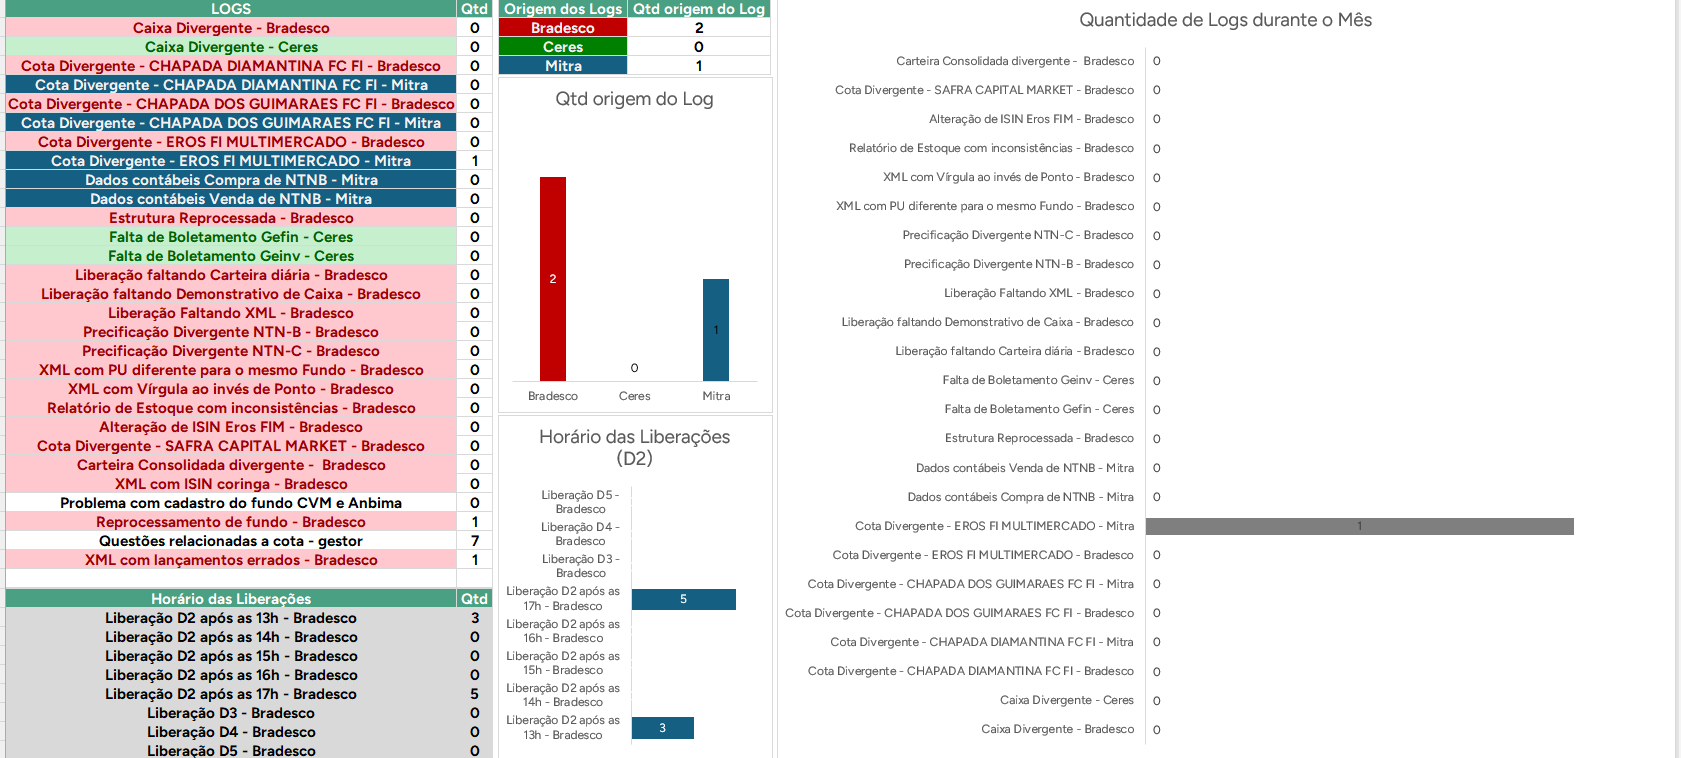 LOGS Qtd
Caixa Divergente - Bradesco 0
Caixa Divergente - Ceres 0
Cota Divergente - CHAPADA DIAMANTINA FC FI - Bradesco 0
Cota Divergente - CHAPADA DIAMANTINA FC FI - Mitra 0
Cota Divergente - CHAPADA DOS GUIMARAES FC FI - Bradesco 0
Cota Divergente - CHAPADA DOS GUIMARAES FC FI - Mitra 0
Cota Divergente - EROS FI MULTIMERCADO - Bradesco 0
Cota Divergente - EROS FI MULTIMERCADO - Mitra 1
Dados contábeis Compra de NTNB - Mitra 0
Dados contábeis Venda de NTNB - Mitra 0
Estrutura Reprocessada - Bradesco 0
Falta de Boletamento Gefin - Ceres 0
Falta de Boletamento Geinv - Ceres 0
Liberação faltando Carteira diária - Bradesco 0
Liberação faltando Demonstrativo de Caixa - Bradesco 0
Liberação Faltando XML - Bradesco 0
Precificação Divergente NTN-B - Bradesco 0
Precificação Divergente NTN-C - Bradesco 0
XML com PU diferente para o mesmo Fundo - Bradesco 0
XML com Vírgula ao invés de Ponto - Bradesco 0
Relatório de Estoque com inconsistências - Bradesco 0
Alteração de ISIN Eros FIM - Bradesco 0
Cota Divergente - SAFRA CAPITAL MARKET - Bradesco 0
Carteira Consolidada divergente -  Bradesco 0
XML com ISIN coringa - Bradesco 0
Problema com cadastro do fundo CVM e Anbima 0
Reprocessamento de fundo - Bradesco 1
Questões relacionadas a cota - gestor 7
XML com lançamentos errados - Bradesco 1
Horário das Liberações Qtd
Liberação D2 após as 13h - Bradesco 3
Liberação D2 após as 14h - Bradesco 0
Liberação D2 após as 15h - Bradesco 0
Liberação D2 após as 16h - Bradesco 0
Liberação D2 após as 17h - Bradesco 5
Liberação D3 - Bradesco 0
Liberação D4 - Bradesco 0
Liberação D5 - Bradesco 0
Origem dos Logs Qtd origem do Log
Bradesco 2
Ceres 0
Mitra 1
Qtd origem do Log
2
0
1
Bradesco Ceres Mitra
Horário das Liberações
(D2)
Liberação D5 -
Bradesco
Liberação D4 -
Bradesco
Liberação D3 -
Bradesco
Liberação D2 após as
17h - Bradesco 5
Liberação D2 após as
16h - Bradesco
Liberação D2 após as
15h - Bradesco
Liberação D2 após as
14h - Bradesco
Liberação D2 após as
13h - Bradesco 3
Quantidade de Logs durante o Mês
Carteira Consolidada divergente -  Bradesco 0
Cota Divergente - SAFRA CAPITAL MARKET - Bradesco 0
Alteração de ISIN Eros FIM - Bradesco 0
Relatório de Estoque com inconsistências - Bradesco 0
XML com Vírgula ao invés de Ponto - Bradesco 0
XML com PU diferente para o mesmo Fundo - Bradesco 0
Precificação Divergente NTN-C - Bradesco 0
Precificação Divergente NTN-B - Bradesco 0
Liberação Faltando XML - Bradesco 0
Liberação faltando Demonstrativo de Caixa - Bradesco 0
Liberação faltando Carteira diária - Bradesco 0
Falta de Boletamento Geinv - Ceres 0
Falta de Boletamento Gefin - Ceres 0
Estrutura Reprocessada - Bradesco 0
Dados contábeis Venda de NTNB - Mitra 0
Dados contábeis Compra de NTNB - Mitra 0
Cota Divergente - EROS FI MULTIMERCADO - Mitra 1
Cota Divergente - EROS FI MULTIMERCADO - Bradesco 0
Cota Divergente - CHAPADA DOS GUIMARAES FC FI - Mitra 0
Cota Divergente - CHAPADA DOS GUIMARAES FC FI - Bradesco 0
Cota Divergente - CHAPADA DIAMANTINA FC FI - Mitra 0
Cota Divergente - CHAPADA DIAMANTINA FC FI - Bradesco 0
Caixa Divergente - Ceres 0
Caixa Divergente - Bradesco 0